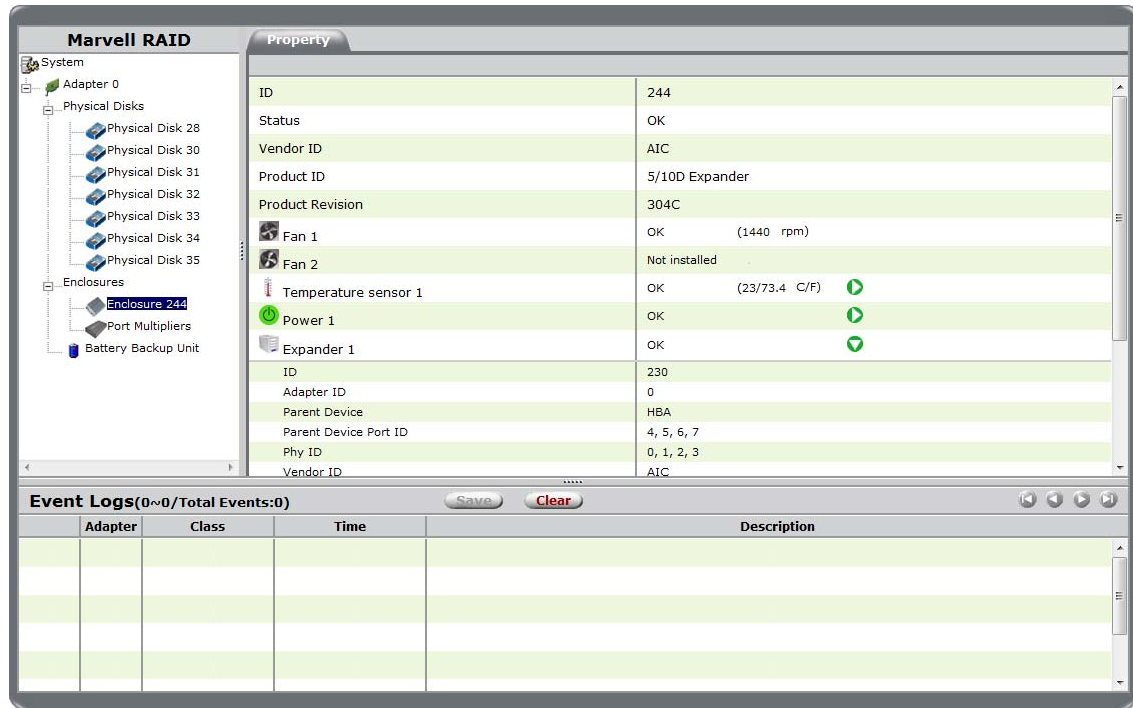 Marvell RAID
System
Adapter 0
Physical Disks
Physical Disk 28
Physical Disk 30
Physical Disk 31
Physical Disk 32
Physical Disk 33
Physical Disk 34
Physical Disk 35
Enclosures
Enclosure 244
Port Multipliers
Battery Backup Unit
Property
ID 244
Status OK
Vendor ID AIC
Product ID 5/10D Expander
Product Revision 304C
Fan 1 OK (1440 rpm)
Fan 2 Not installed
Temperature sensor 1 OK (23/73.4 C/F)
Power 1 OK
Expander 1 OK
ID 230
Adapter ID 0
Parent Device HBA
Parent Device Port ID 4, 5, 6, 7
Phy ID 0, 1, 2, 3
Vendor ID AIC
Event Logs(0~0/Total Events:0) Save Clear
Adapter Class Time Description